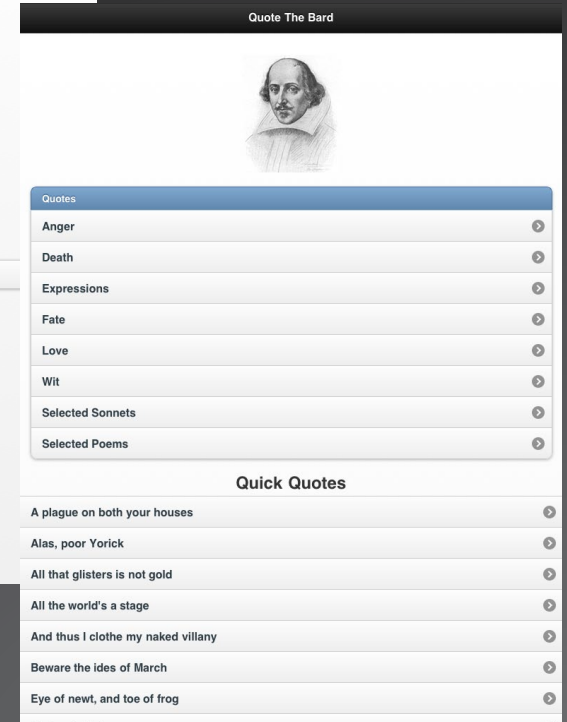 Quote The Bard
Quotes
Anger
Death
Expressions
Fate
Love
Wit
Selected Sonnets
Selected Poems
Quick Quotes
A plague on both your houses
Alas, poor Yorick
All that glisters is not gold
All the world's a stage
And thus I clothe my naked villany
Beware the ides of March
Eye of newt, and toe of frog